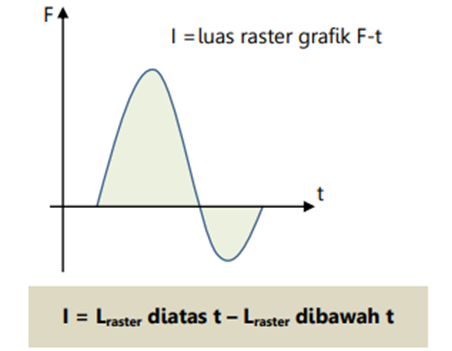 F
I =luas raster grafik F-t
t
I = Lraster diatas t – Lraster dibawah t